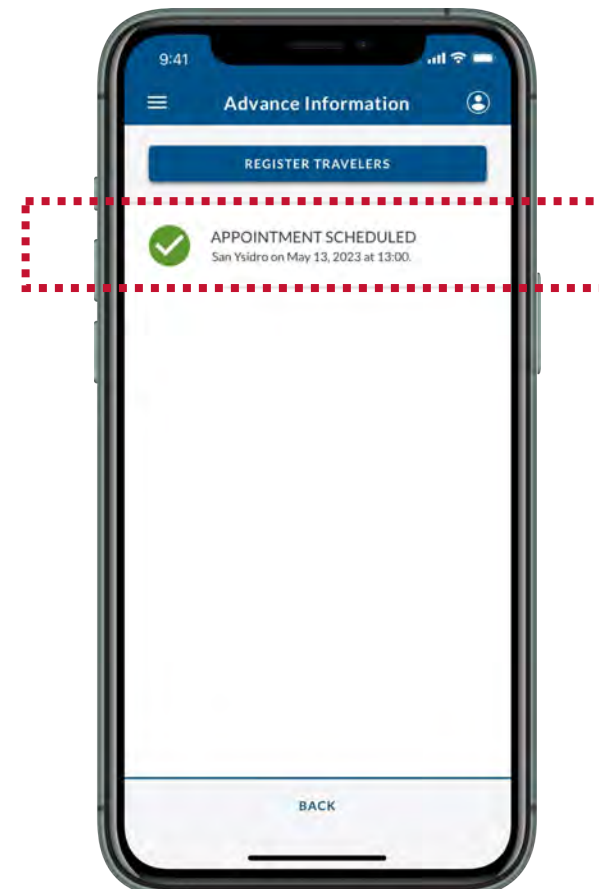 9:41
Advance Information
REGISTER TRAVELERS
APPOINTMENT SCHEDULED
San Ysidro on May 13, 2023 at 13:00.
BACK